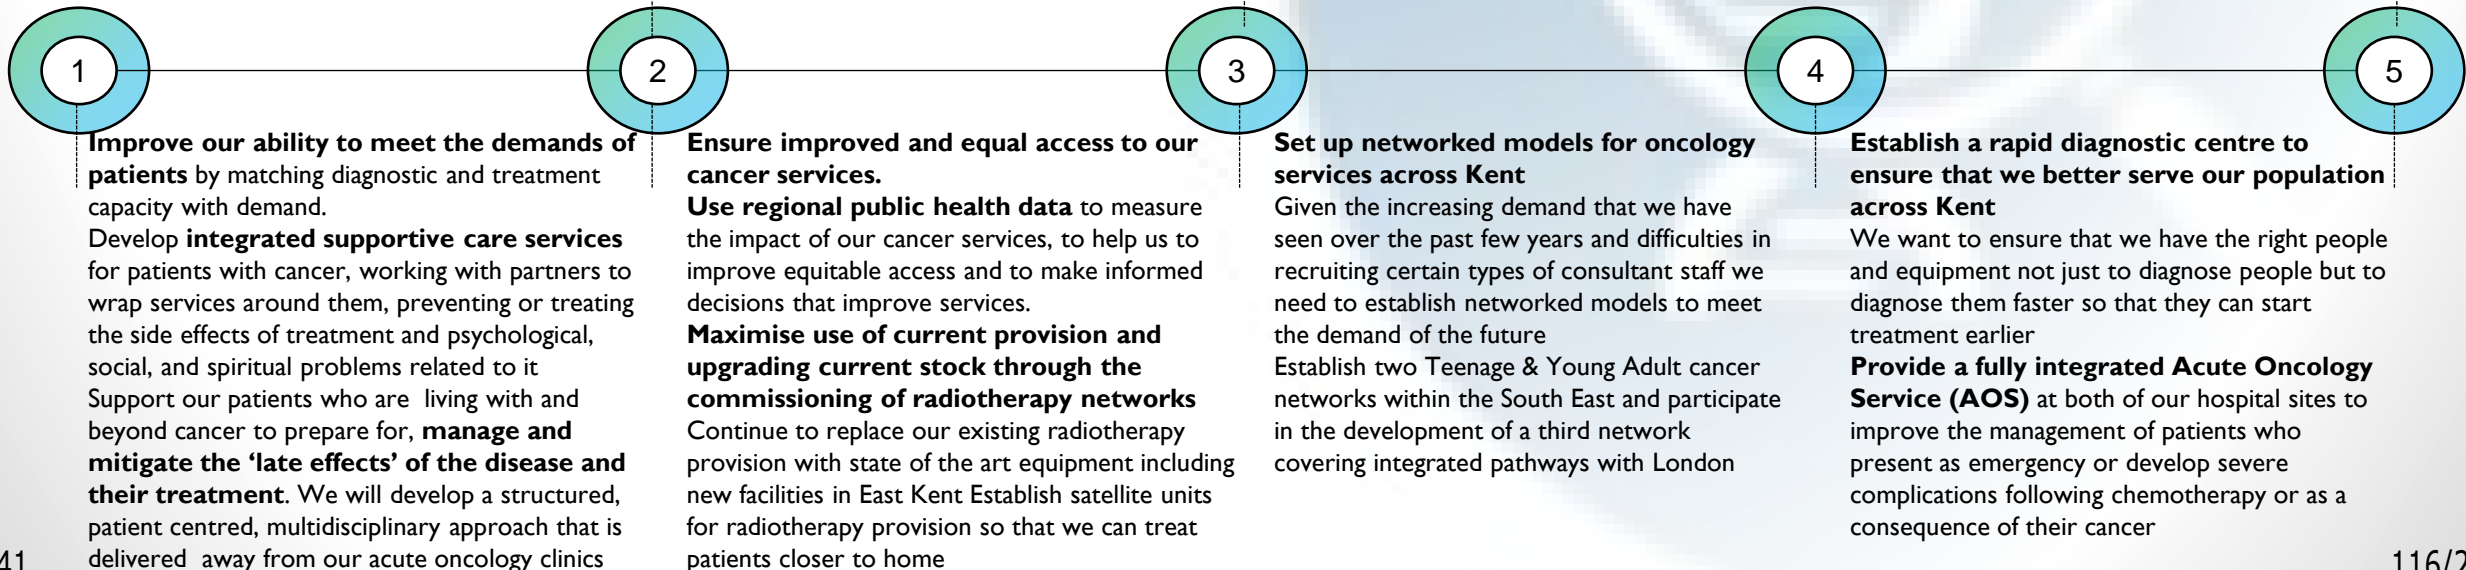 1
2
3
4
5
Improve our ability to meet the demands of
patients by matching diagnostic and treatment
capacity with demand.
Develop integrated supportive care services
for patients with cancer, working with partners to
wrap services around them, preventing or treating
the side effects of treatment and psychological,
social, and spiritual problems related to it
Support our patients who are living with and
beyond cancer to prepare for, manage and
mitigate the ‘late effects’ of the disease and
their treatment. We will develop a structured,
patient centred, multidisciplinary approach that is
delivered away from our acute oncology clinics
Ensure improved and equal access to our
cancer services.
Use regional public health data to measure
the impact of our cancer services, to help us to
improve equitable access and to make informed
decisions that improve services.
Maximise use of current provision and
upgrading current stock through the
commissioning of radiotherapy networks
Continue to replace our existing radiotherapy
provision with state of the art equipment including
new facilities in East Kent Establish satellite units
for radiotherapy provision so that we can treat
patients closer to home
Set up networked models for oncology
services across Kent
Given the increasing demand that we have
seen over the past few years and difficulties in
recruiting certain types of consultant staff we
need to establish networked models to meet
the demand of the future
Establish two Teenage & Young Adult cancer
networks within the South East and participate
in the development of a third network
covering integrated pathways with London
Establish a rapid diagnostic centre to
ensure that we better serve our population
across Kent
We want to ensure that we have the right people
and equipment not just to diagnose people but to
diagnose them faster so that they can start
treatment earlier
Provide a fully integrated Acute Oncology
Service (AOS) at both of our hospital sites to
improve the management of patients who
present as emergency or develop severe
complications following chemotherapy or as a
consequence of their cancer
41
116/2